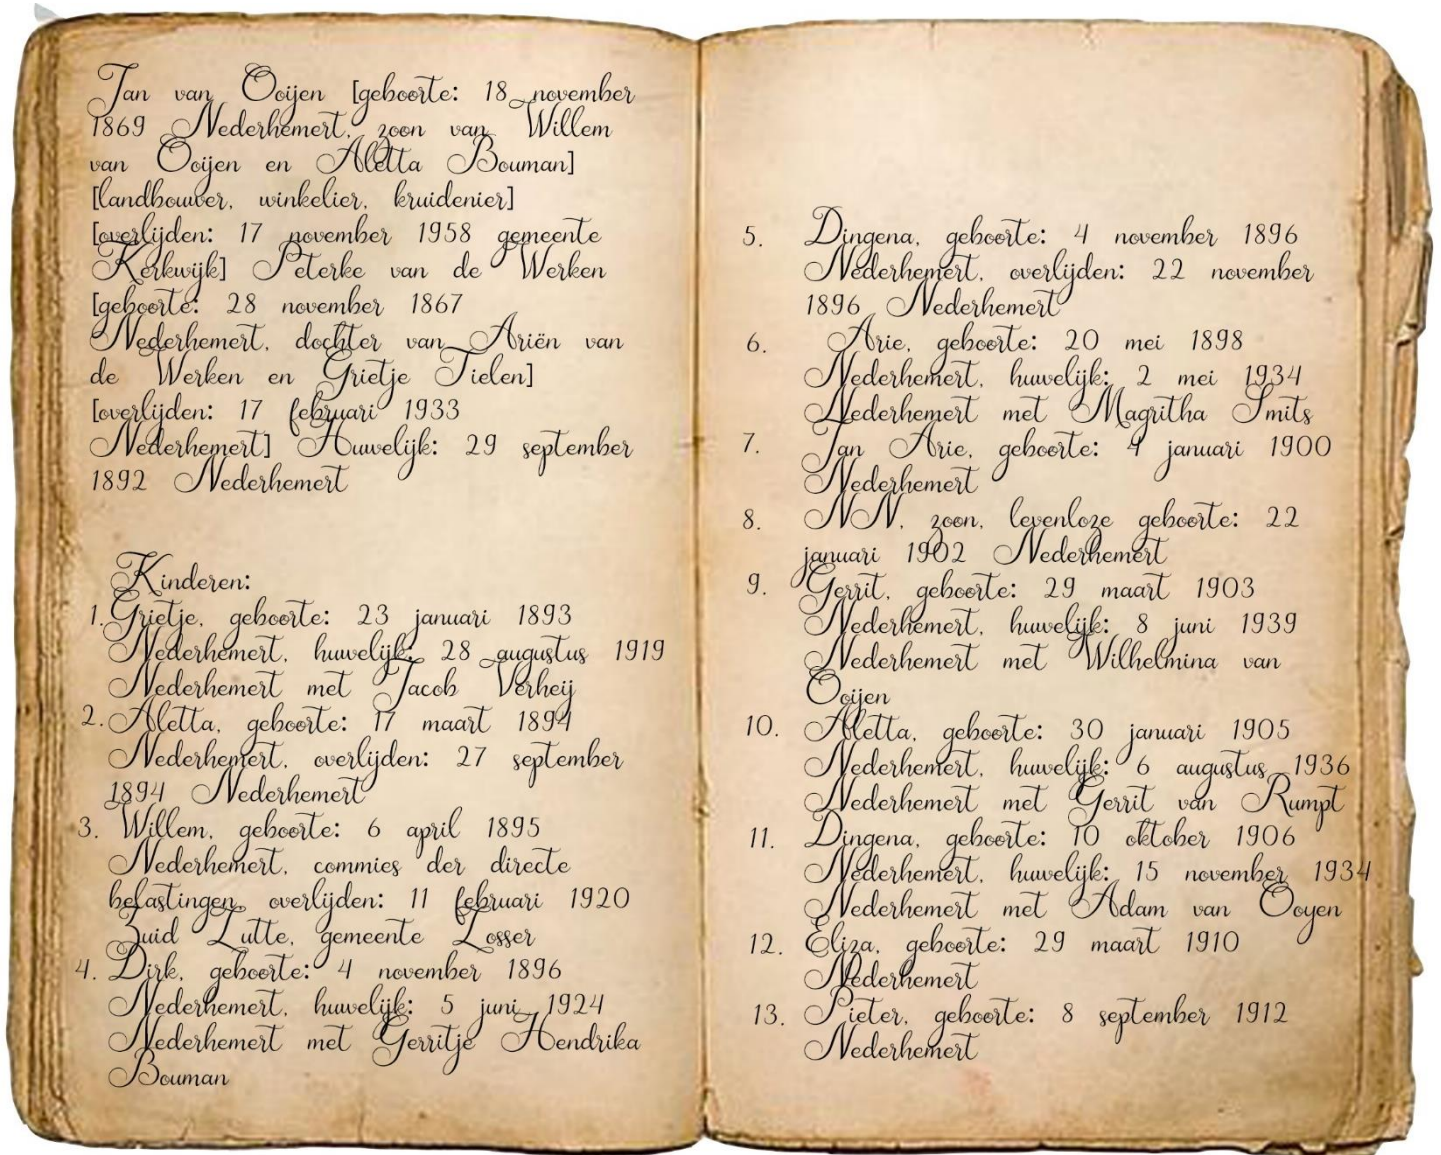 Jan van Ooijen [geboorte: 18 november
1869 Nederhemert, zoon van Willem
van Ooijen en Aletta Bouman]
[landbouwer, winkelier, kruidenier]
[overlijden: 17 november 1958 gemeente
Kerkwijk] Peterke van de Werken
[geboorte: 28 november 1867
Nederhemert, dochter van Ariën van
de Werken en Grietje Tielen]
[overlijden: 17 februari 1933
Nederhemert] Huwelijk: 29 september
1892 Nederhemert
Kinderen:
1. Grietje, geboorte: 23 januari 1893
Nederhemert, huwelijk: 28 augustus 1919
Nederhemert met Jacob Verheij
2. Aletta, geboorte: 17 maart 1894
Nederhemert, overlijden: 27 september
1894 Nederhemert
3. Willem, geboorte: 6 april 1895
Nederhemert, commies der directe
belastingen, overlijden: 11 februari 1920
Zuid Lutte, gemeente Losser
4. Dirk, geboorte: 4 november 1896
Nederhemert, huwelijk: 5 juni 1924
Nederhemert met Gerritje Hendrika
Bouman
5. Dingena, geboorte: 4 november 1896
Nederhemert, overlijden: 22 november
1896 Nederhemert
6. Arie, geboorte: 20 mei 1898
Nederhemert, huwelijk: 2 mei 1934
Nederhemert met Magritha Smits
7. Jan Arie, geboorte: 4 januari 1900
Nederhemert
8. NN, zoon, levenloze geboorte: 22
januari 1902 Nederhemert
9. Gerrit, geboorte: 29 maart 1903
Nederhemert, huwelijk: 8 juni 1939
Nederhemert met Wilhelmina van
Ooijen
10. Aletta, geboorte: 30 januari 1905
Nederhemert, huwelijk: 6 augustus 1936
Nederhemert met Gerrit van Rumpt
11. Dingena, geboorte: 10 oktober 1906
Nederhemert, huwelijk: 15 november 1934
Nederhemert met Adam van Ooyen
12. Eliza, geboorte: 29 maart 1910
Nederhemert
13. Pieter, geboorte: 8 september 1912
Nederhemert